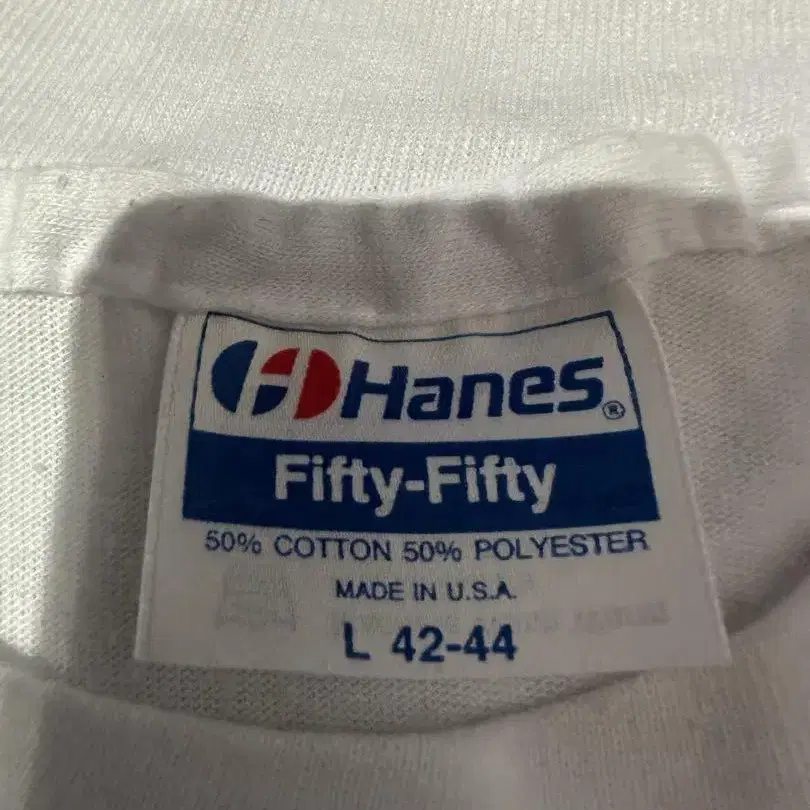 Hanes®
Fifty-Fifty
50% COTTON 50% POLYESTER
MADE IN U.S.A.
L 42-44